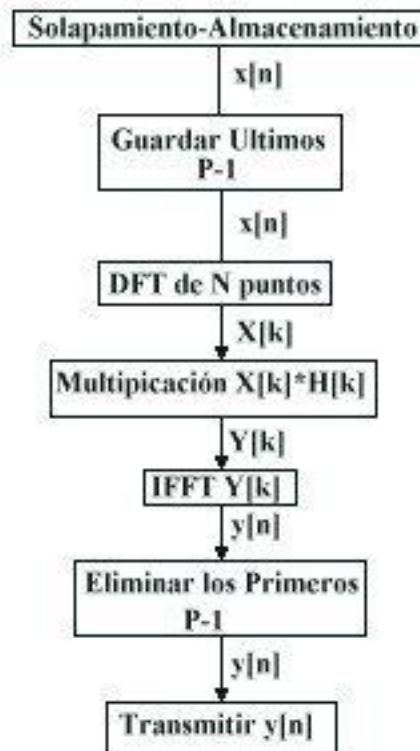 Solapamiento-Almacenamiento
x[n]
Guardar Ultimos
P-1
x[n]
DFT de N puntos
X[k]
Multipicación X[k]*H[k]
Y[k]
IFFT Y[k]
y[n]
Eliminar los Primeros
P-1
y[n]
Transmitir y[n]